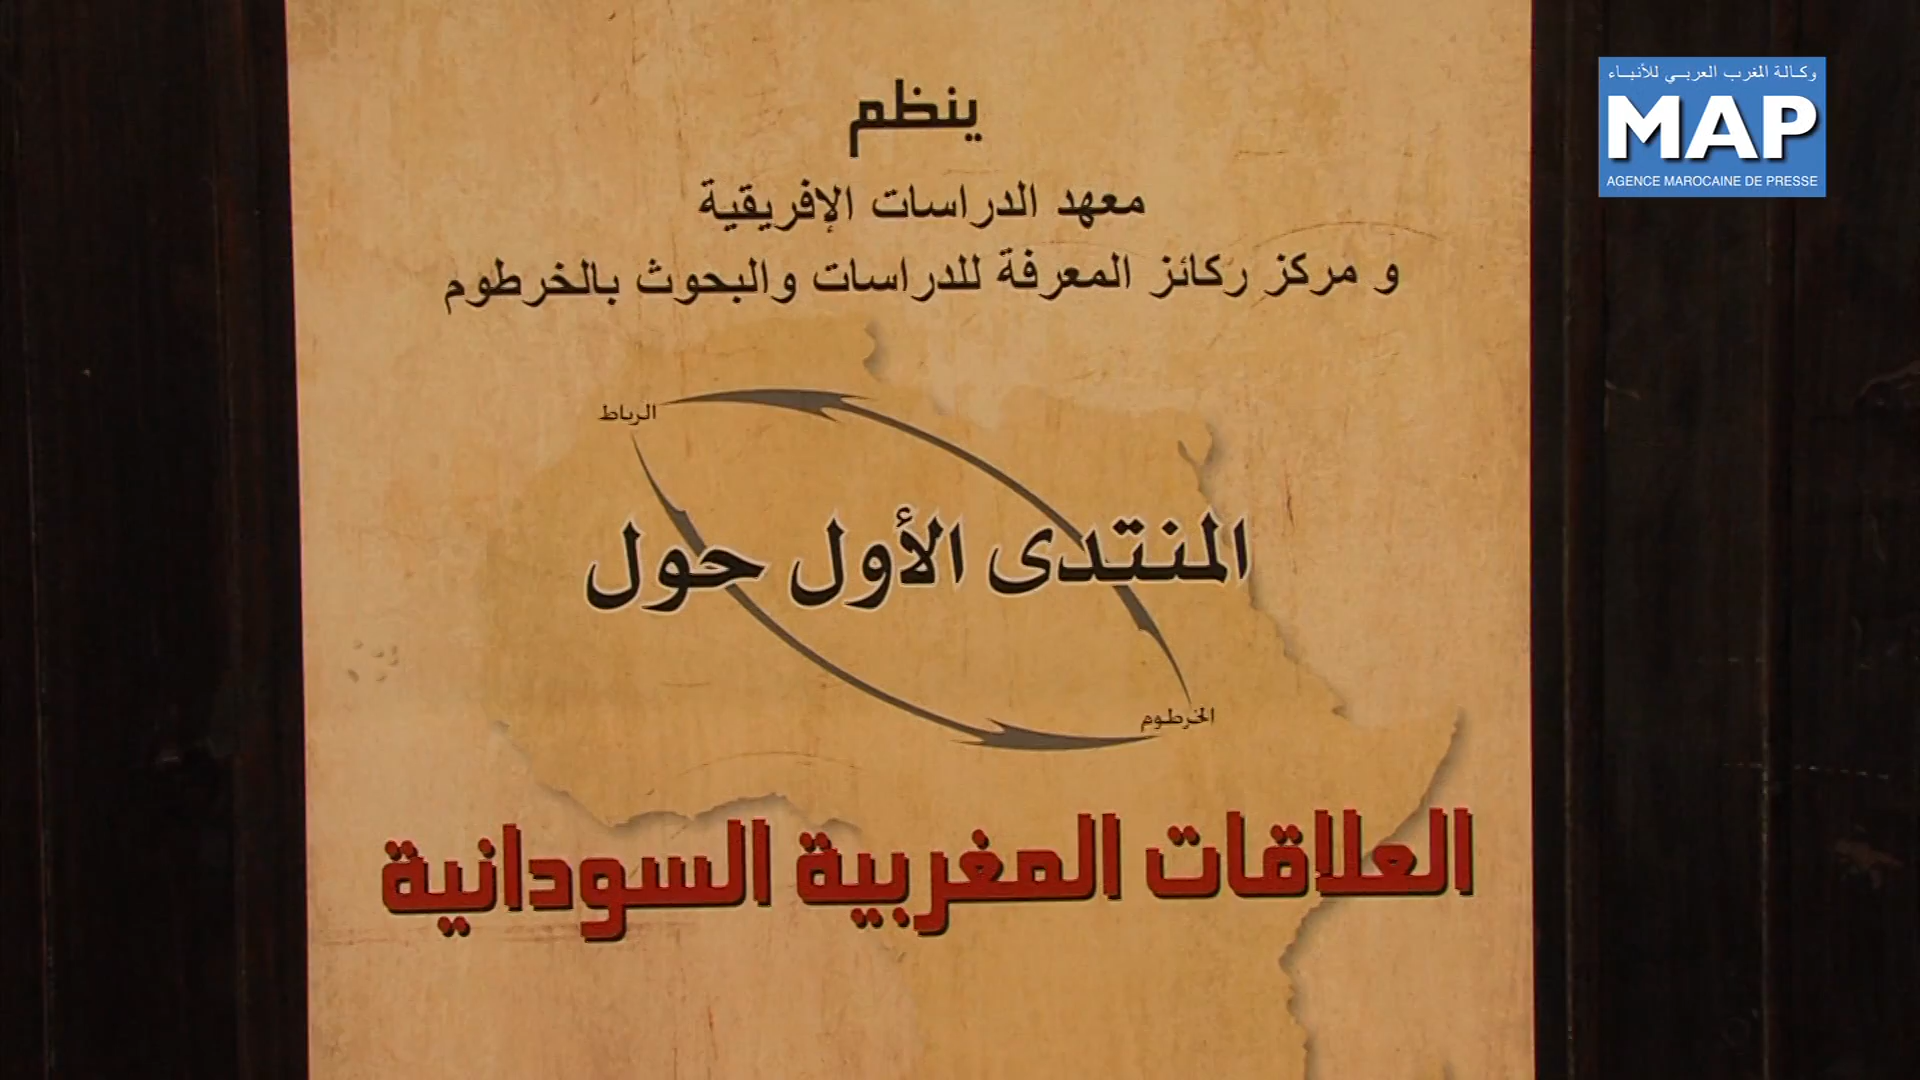 ينظم
معهد الدراسات الإفريقية
و مركز ركائز المعرفة للدراسات والبحوث بالخرطوم
الرباط
المنتدى الأول حول
الخرطوم
العلاقات المغربية السودانية
وكالة المغرب العربي للأنباء
MAP
AGENCE MAROCAINE DE PRESSE